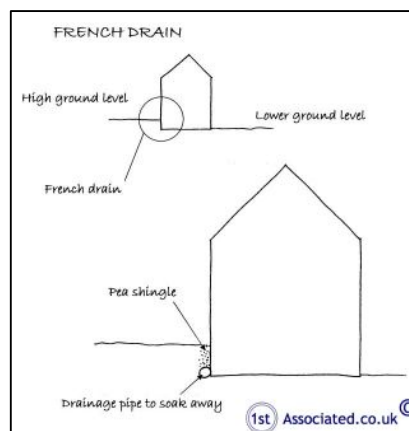 FRENCH DRAIN
High ground level
Lower ground level
French drain
Pea shingle
Drainage pipe to soak away
1st Associated.co.uk ©